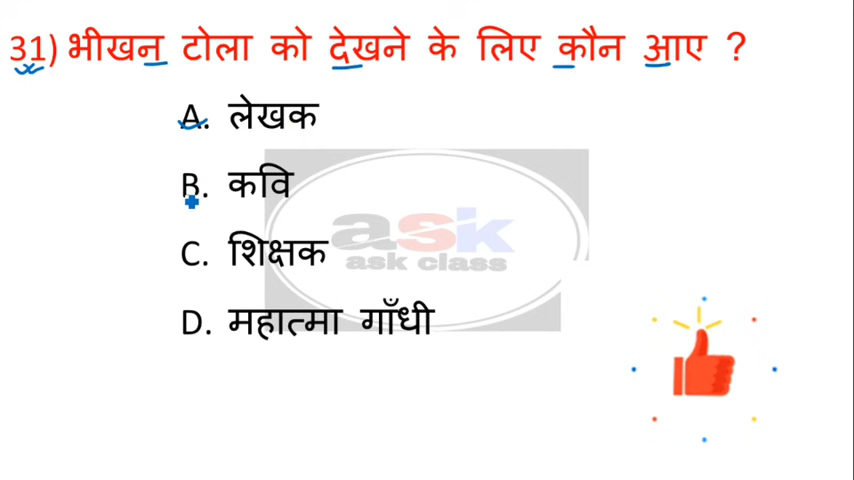 31) भीखन टोला को देखने के लिए कौन आए ?
A. लेखक
B. कवि
ask
ask class
C. शिक्षक
D. महात्मा गाँधी